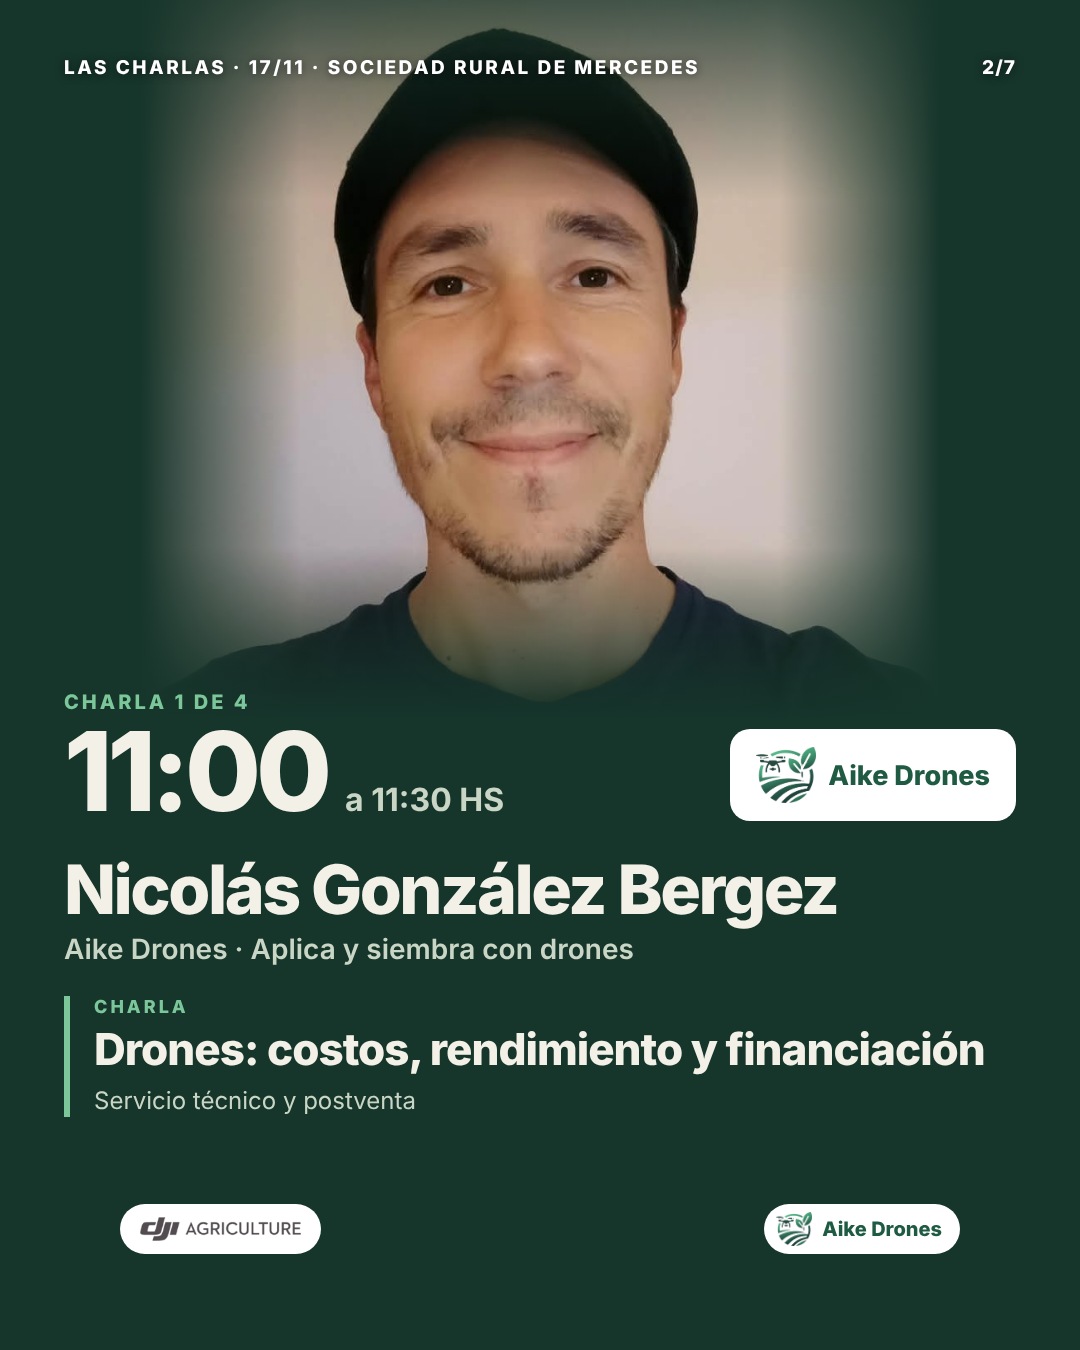 LAS CHARLAS · 17/11 · SOCIEDAD RURAL DE MERCEDES
2/7
CHARLA 1 DE 4
11:00 a 11:30 HS
Aike Drones
Nicolás González Bergez
Aike Drones · Aplica y siembra con drones
CHARLA
Drones: costos, rendimiento y financiación
Servicio técnico y postventa
dji AGRICULTURE
Aike Drones